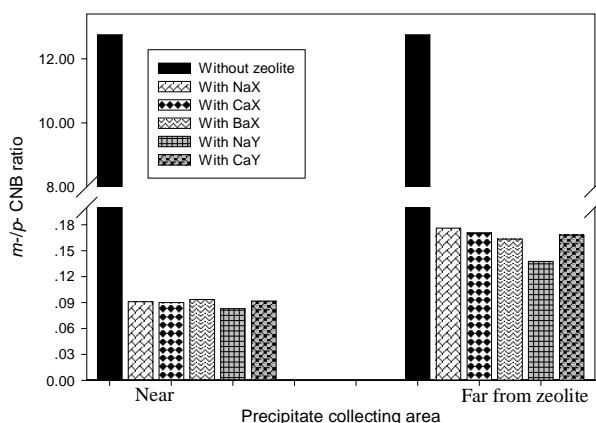 12.00
10.00
8.00
.18
.15
.12
.09
.06
.03
0.00
m-/p- CNB ratio
Without zeolite
With NaX
With CaX
With BaX
With NaY
With CaY
Near
Far from zeolite
Precipitate collecting area